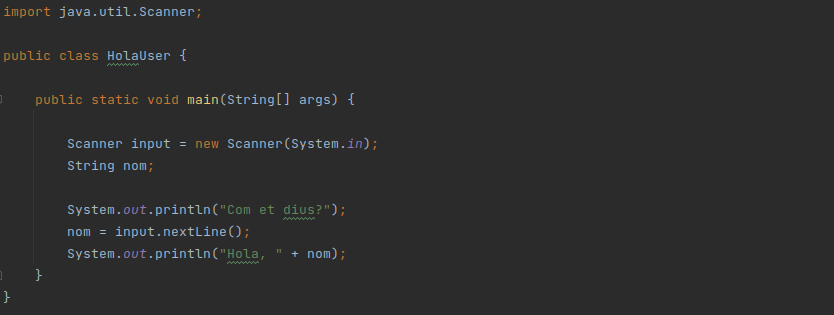 import java.util.Scanner;
public class HolaUser {
public static void main(String[] args) {
Scanner input = new Scanner(System.in);
String nom;
System.out.println("Com et dius?");
nom = input.nextLine();
System.out.println("Hola, " + nom);
}
}